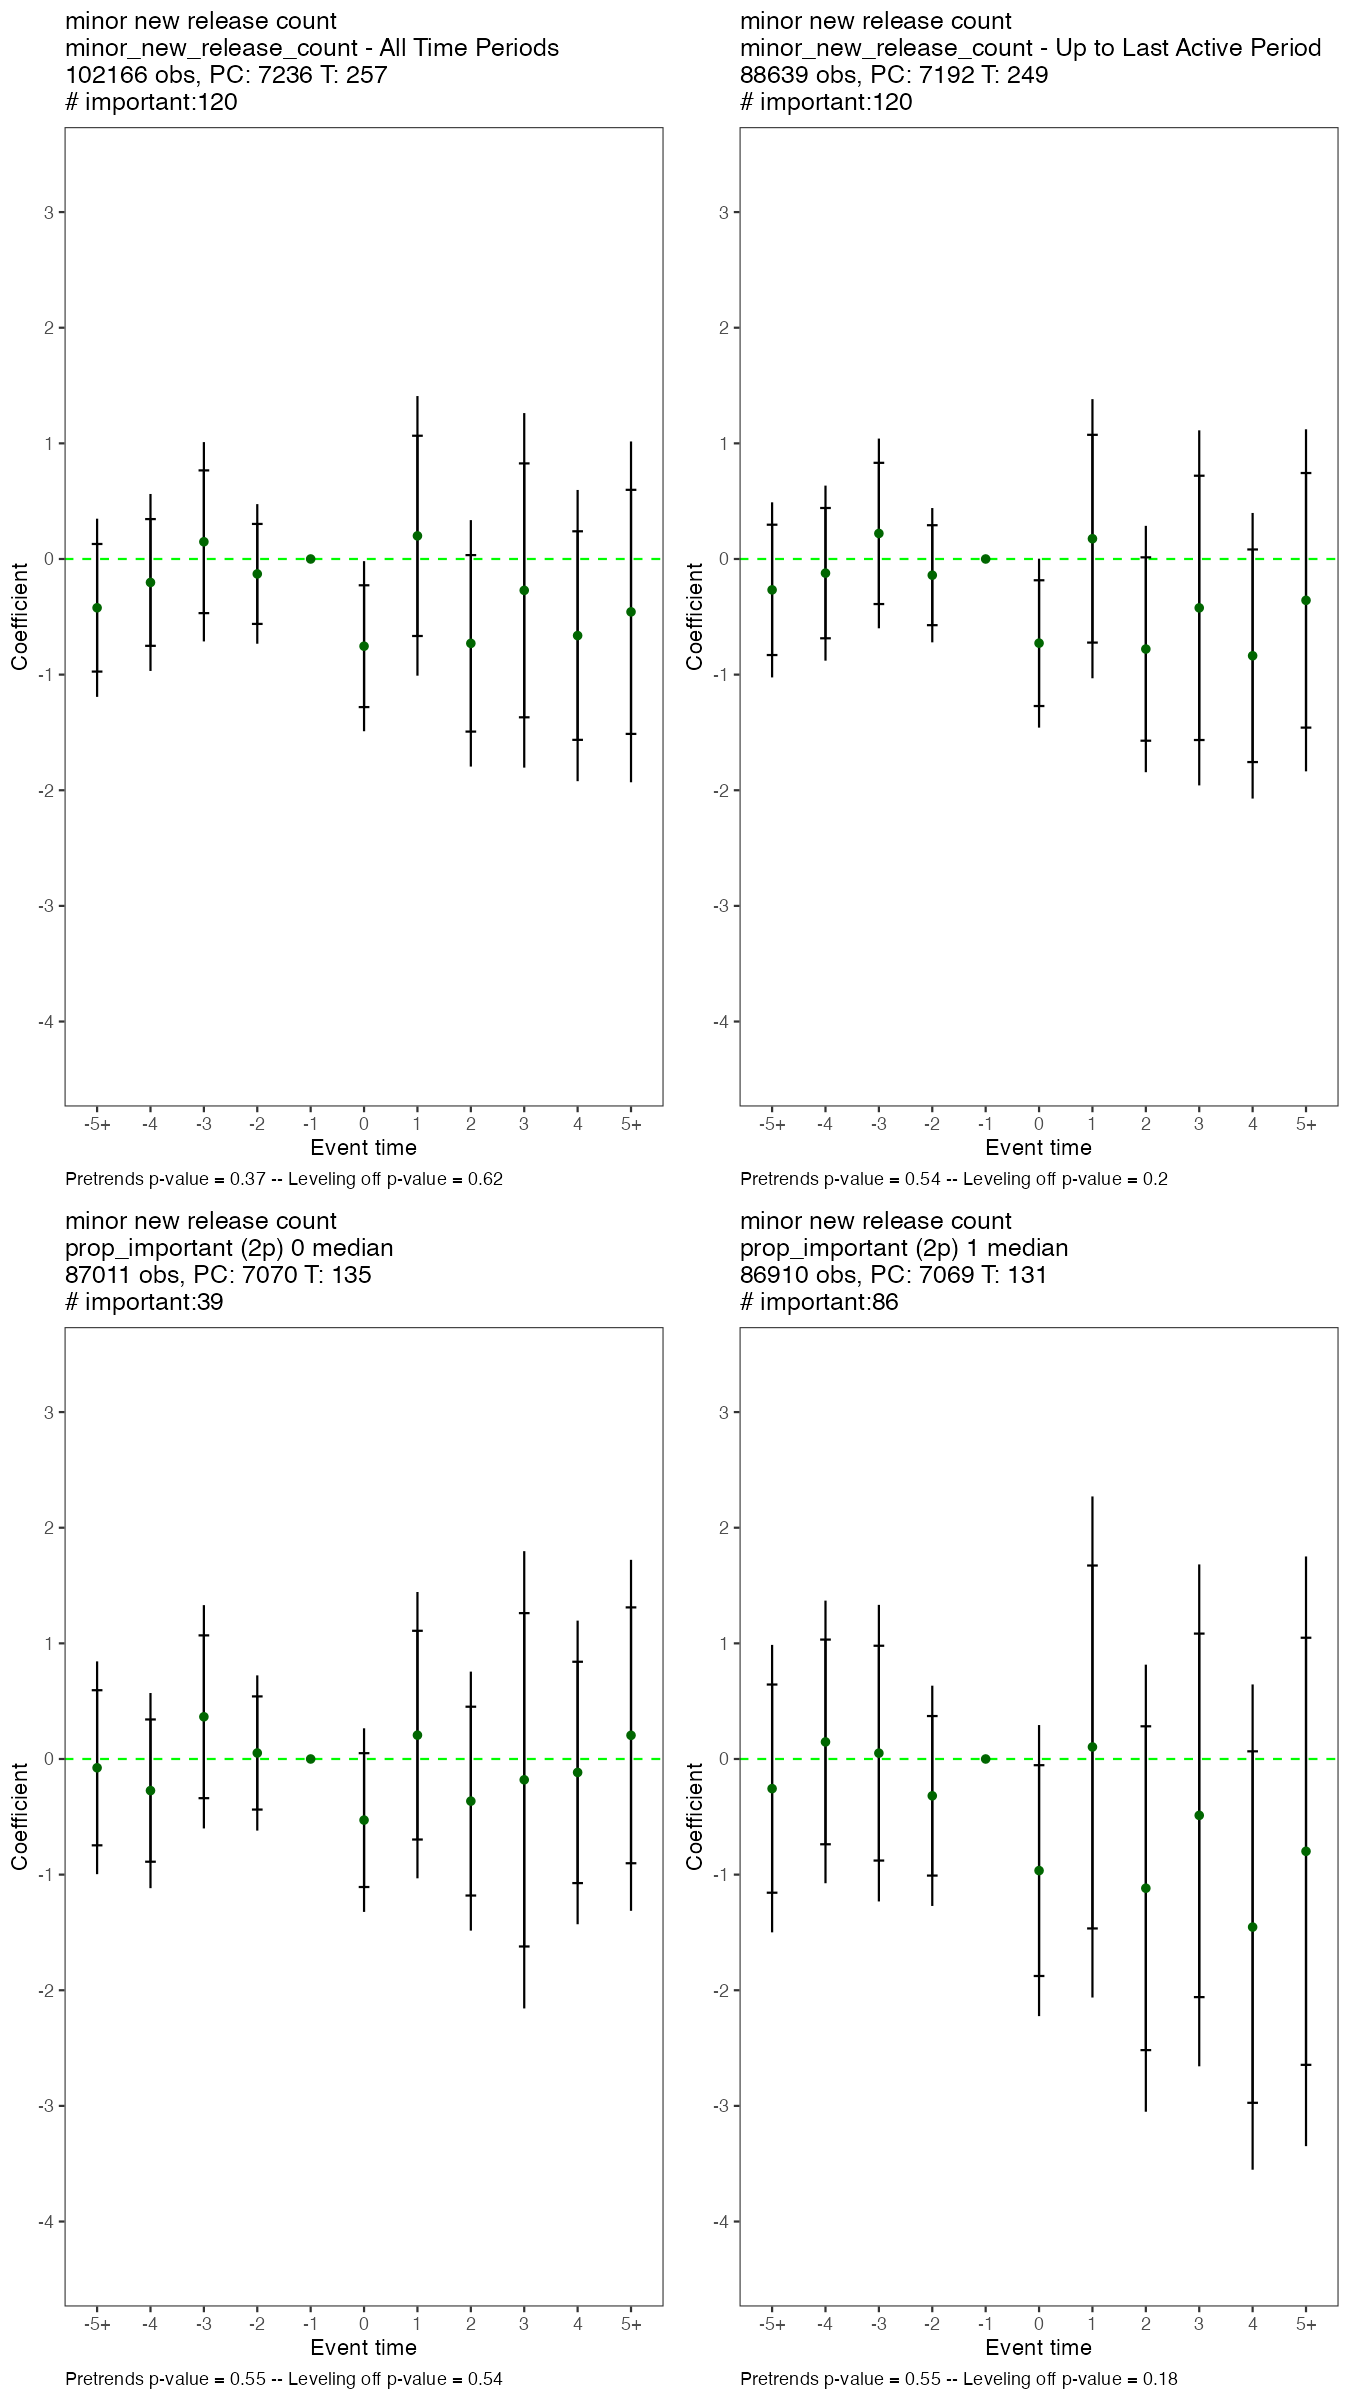 minor new release count
minor_new_release_count - All Time Periods
102166 obs, PC: 7236 T: 257
# important:120
3
2
1
0
-1
-2
-3
-4
Coefficient
-5+ -4 -3 -2 -1 0 1 2 3 4 5+
Event time
Pretrends p-value = 0.37 -- Leveling off p-value = 0.62
minor new release count
minor_new_release_count - Up to Last Active Period
88639 obs, PC: 7192 T: 249
# important:120
3
2
1
0
-1
-2
-3
-4
Coefficient
-5+ -4 -3 -2 -1 0 1 2 3 4 5+
Event time
Pretrends p-value = 0.54 -- Leveling off p-value = 0.2
minor new release count
prop_important (2p) 0 median
87011 obs, PC: 7070 T: 135
# important:39
3
2
1
0
-1
-2
-3
-4
Coefficient
-5+ -4 -3 -2 -1 0 1 2 3 4 5+
Event time
Pretrends p-value = 0.55 -- Leveling off p-value = 0.54
minor new release count
prop_important (2p) 1 median
86910 obs, PC: 7069 T: 131
# important:86
3
2
1
0
-1
-2
-3
-4
Coefficient
-5+ -4 -3 -2 -1 0 1 2 3 4 5+
Event time
Pretrends p-value = 0.55 -- Leveling off p-value = 0.18